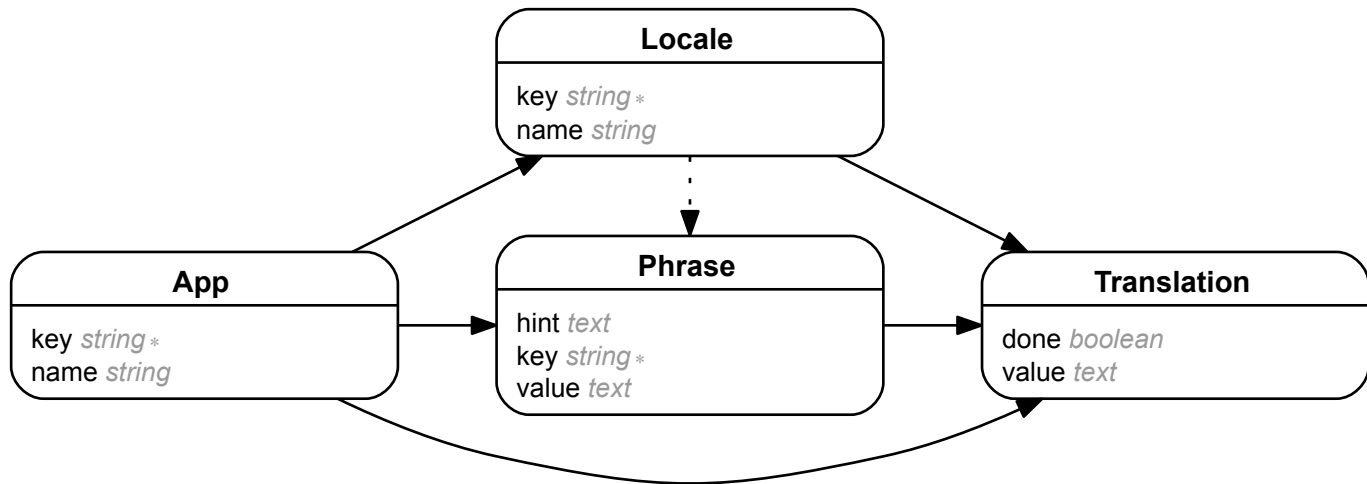 Locale
key string*
name string
App
key string*
name string
Phrase
hint text
key string*
value text
Translation
done boolean
value text